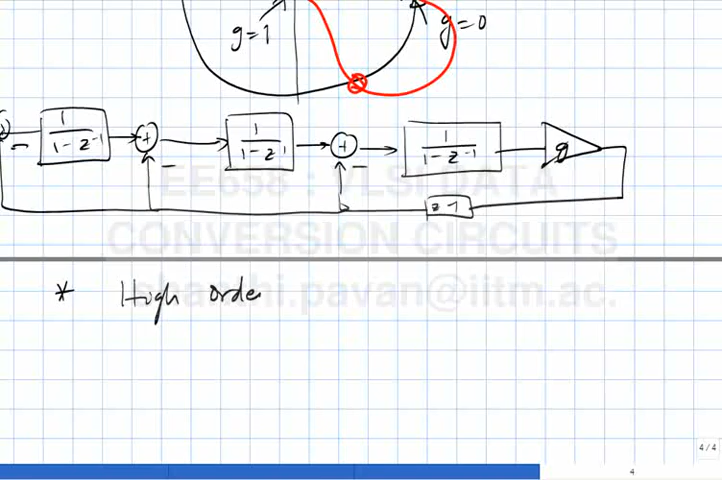 g=1
g=0
1
1 - z⁻¹
+
-
1
1 - z⁻¹
+
-
1
1 - z⁻¹
g
z-1
EE658 : VLSI DATA
CONVERSION CIRCUITS
* High orde
shanthi.pavan@iitm.ac.
4/4
4